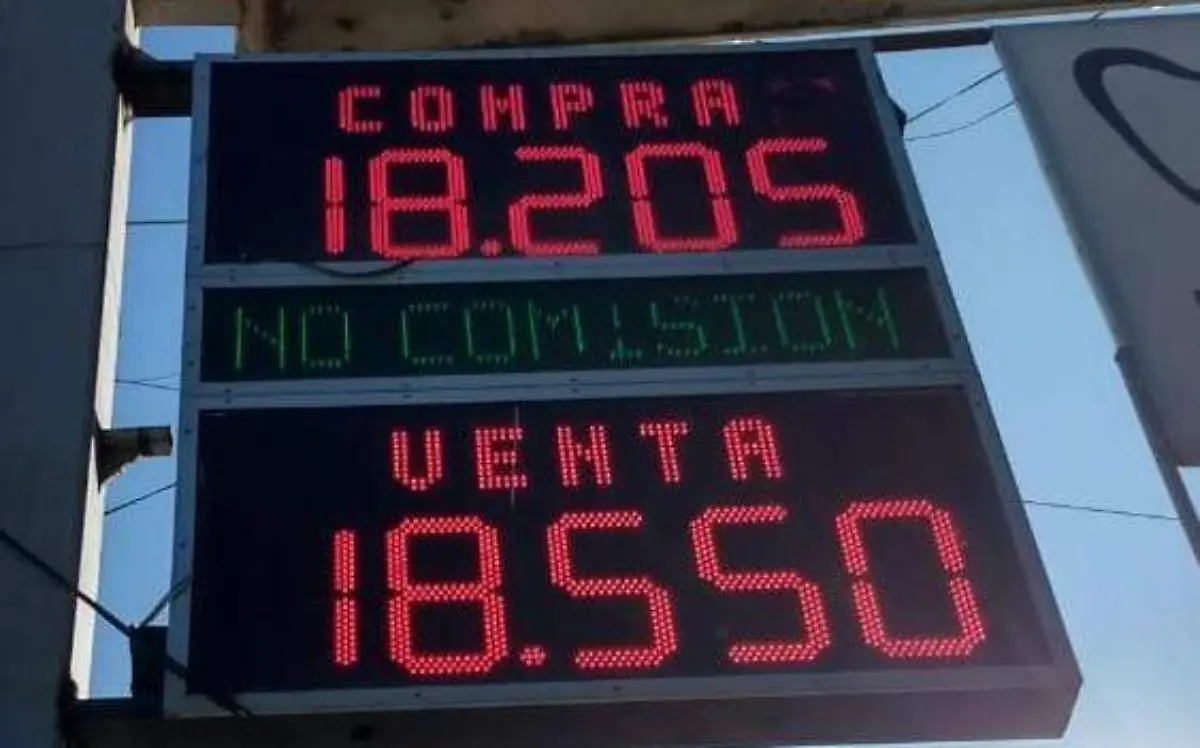 COMPRA
18.205
NO COMISION
VENTA
18.550